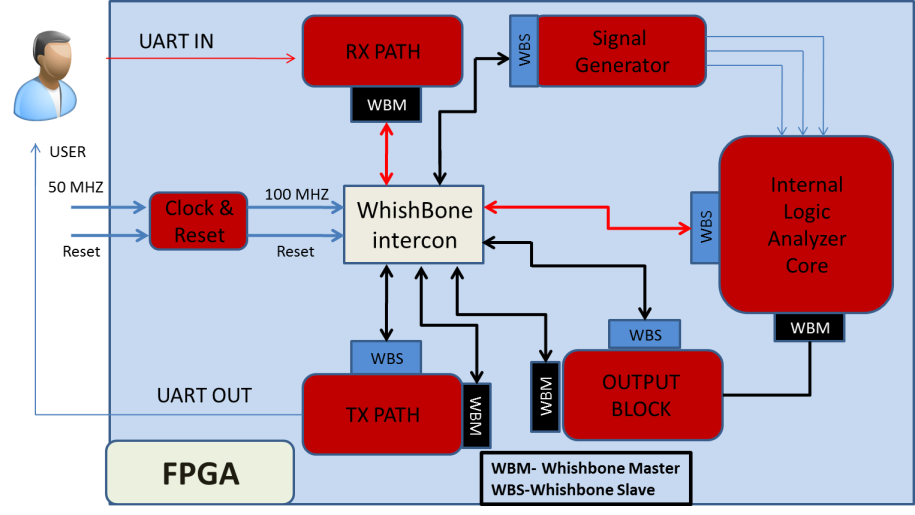 UART IN
RX PATH
WBM
WBS
Signal
Generator
USER
50 MHZ
Reset
Clock &
Reset
100 MHZ
Reset
WhishBone
intercon
WBS
Internal
Logic
Analyzer
Core
WBM
WBS
TX PATH
WBM
UART OUT
WBM
WBS
OUTPUT
BLOCK
FPGA
WBM- Whishbone Master
WBS-Whishbone Slave